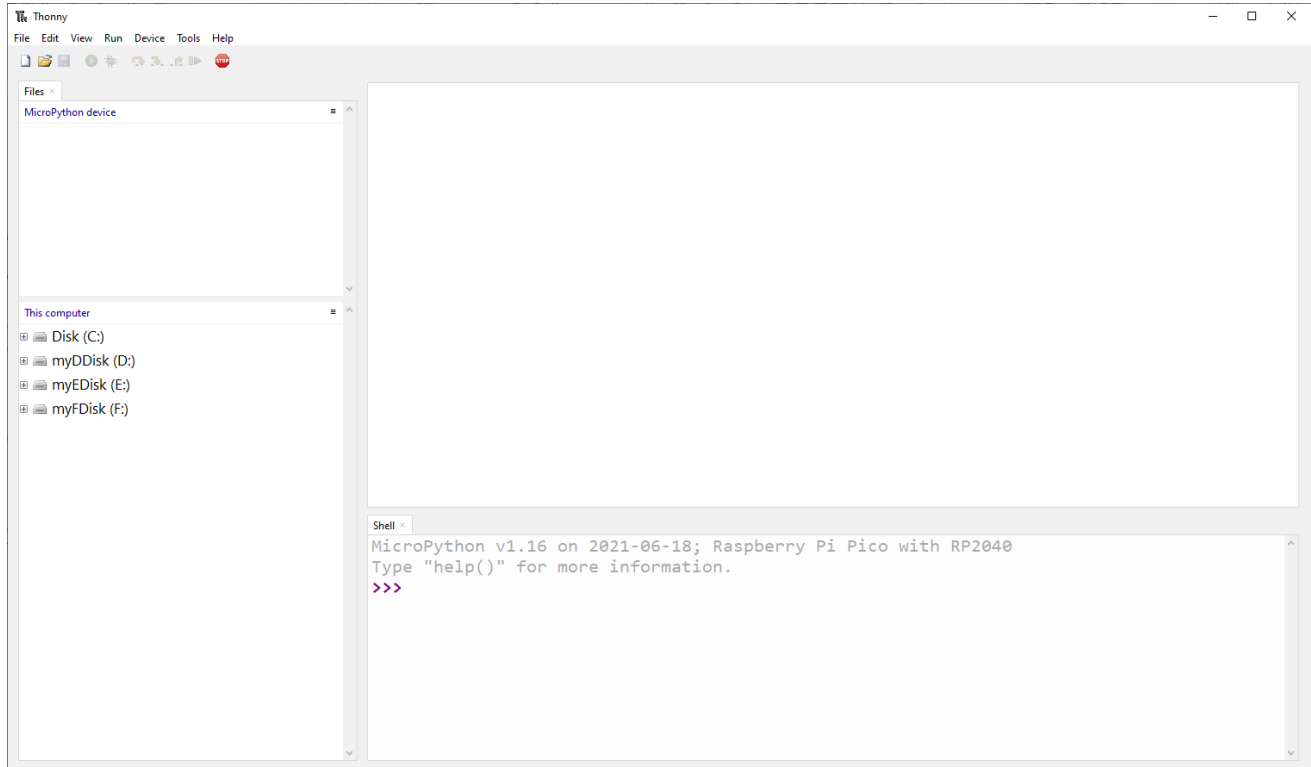 Thonny
File Edit View Run Device Tools Help
STOP
Files
MicroPython device
This computer
Disk (C:)
myDDisk (D:)
myEDisk (E:)
myFDisk (F:)
Shell
MicroPython v1.16 on 2021-06-18; Raspberry Pi Pico with RP2040
Type "help()" for more information.
>>>